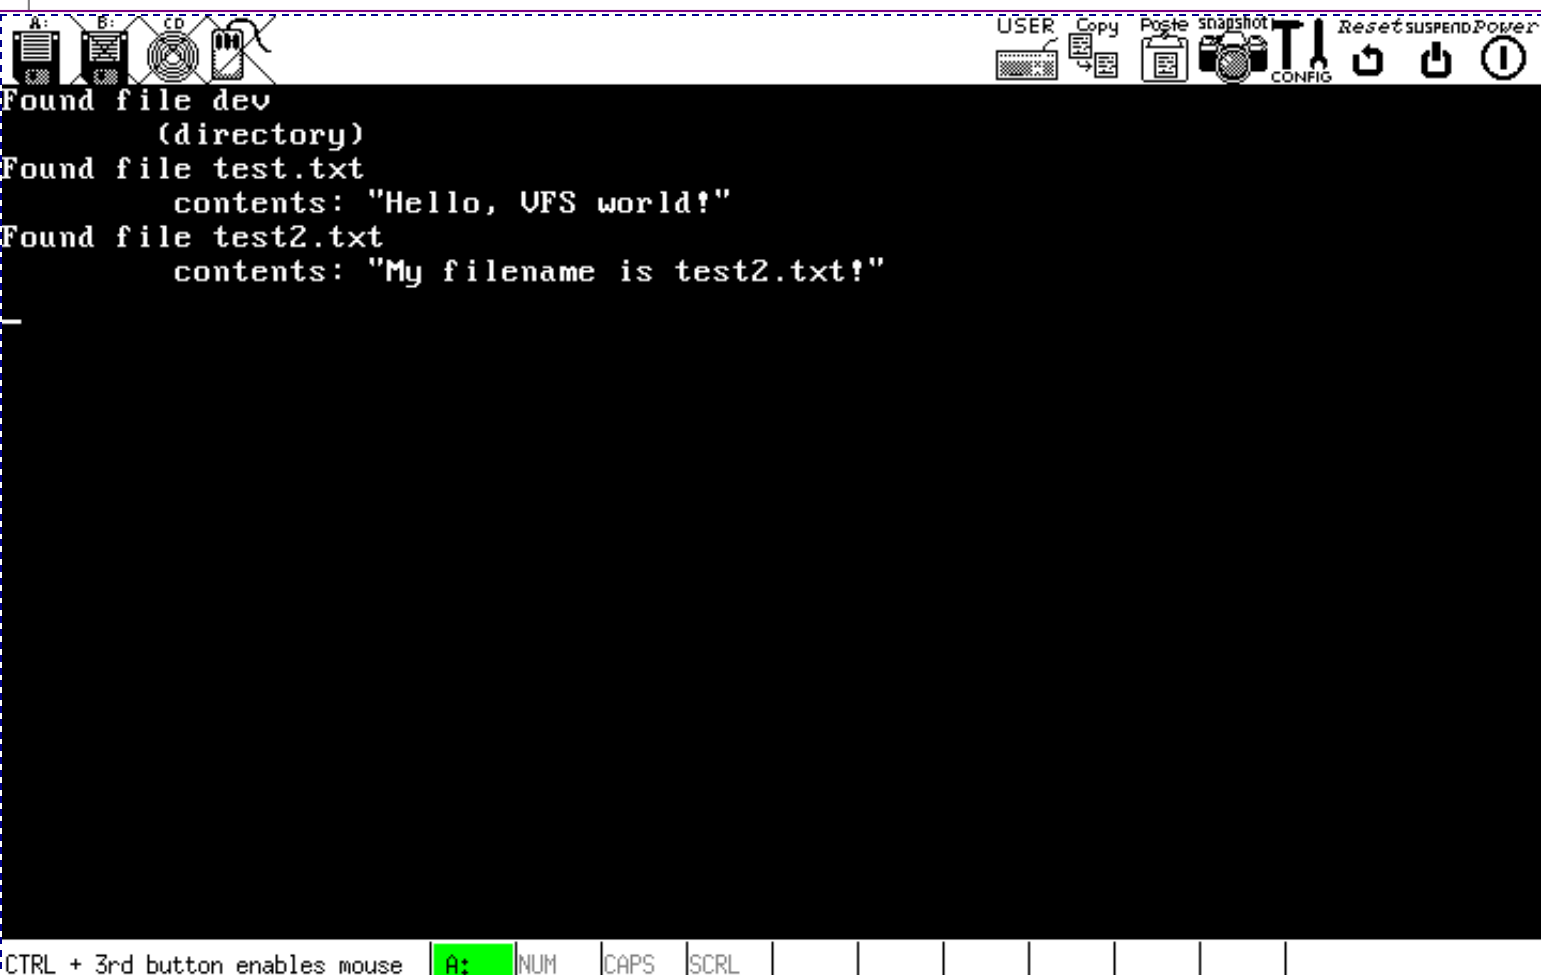 A: B: CD USER Copy Paste snapshot CONFIG Reset SUSPEND Power
Found file dev
(directory)
Found file test.txt
contents: "Hello, VFS world!"
Found file test2.txt
contents: "My filename is test2.txt!"
CTRL + 3rd button enables mouse A: NUM CAPS SCRL